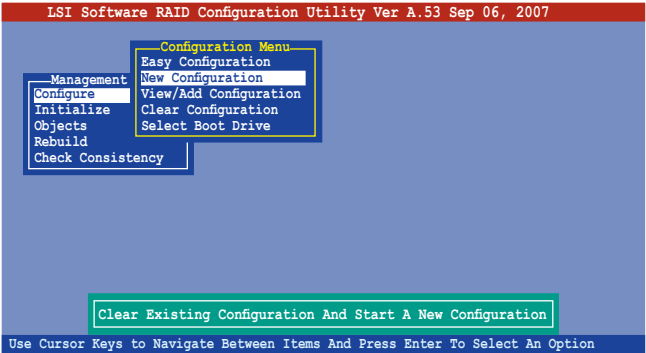 LSI Software RAID Configuration Utility Ver A.53 Sep 06, 2007
Configuration Menu
Easy Configuration
New Configuration
View/Add Configuration
Clear Configuration
Select Boot Drive
Management
Configure
Initialize
Objects
Rebuild
Check Consistency
Clear Existing Configuration And Start A New Configuration
Use Cursor Keys to Navigate Between Items And Press Enter To Select An Option